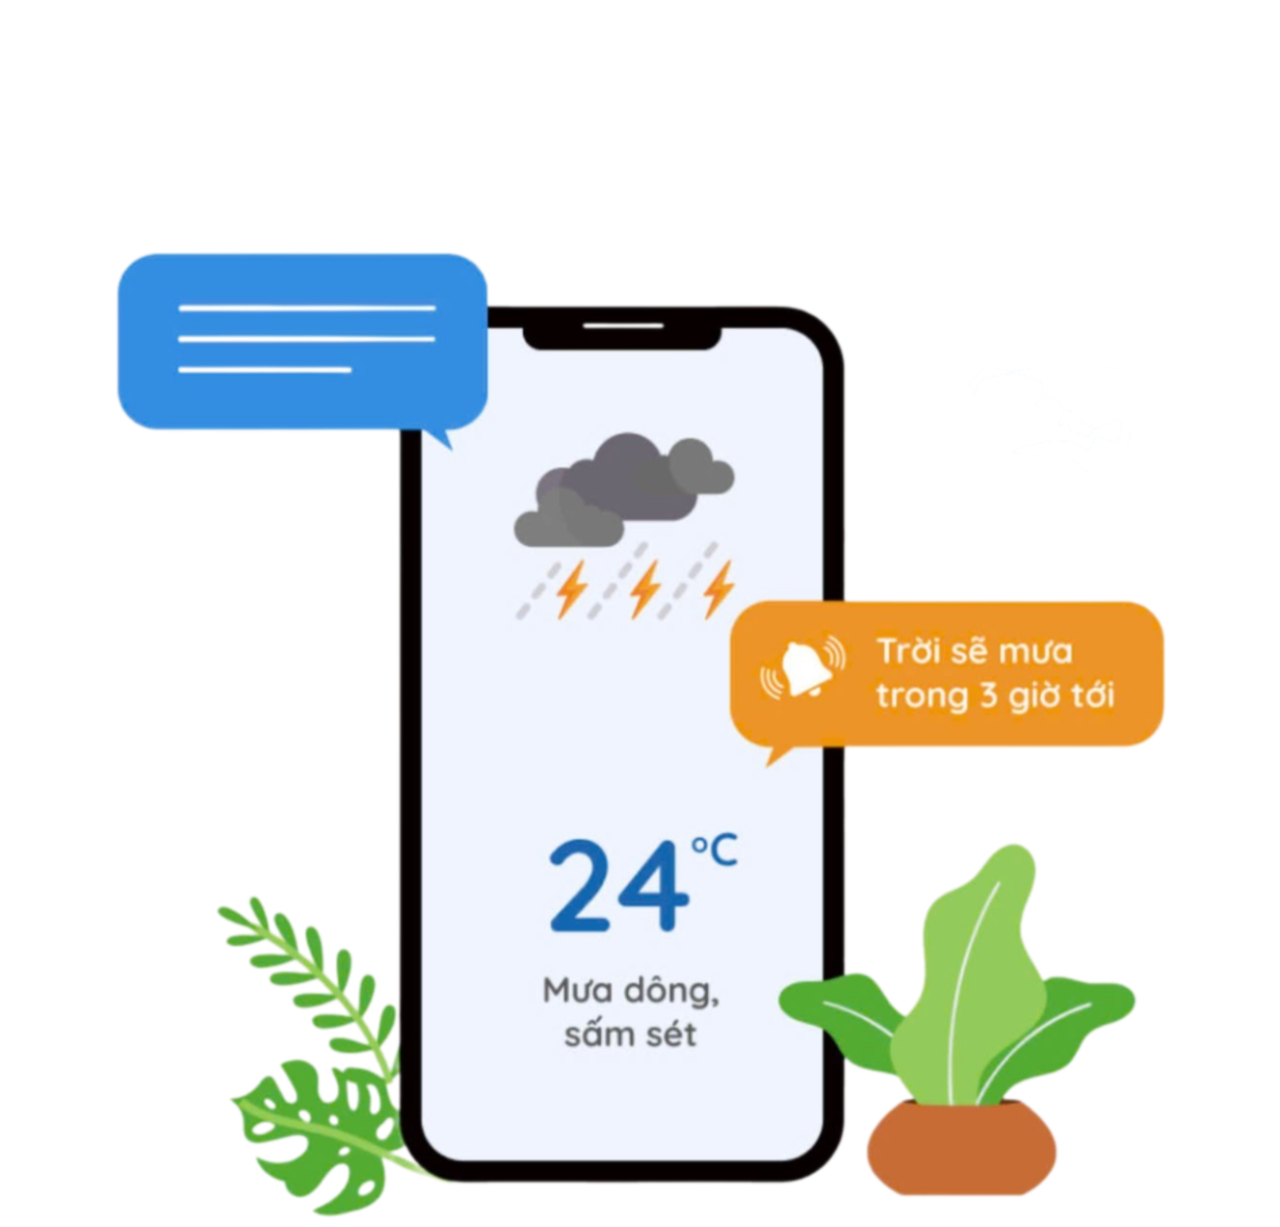 Trời sẽ mưa
trong 3 giờ tới
24°C
Mưa dông,
sấm sét